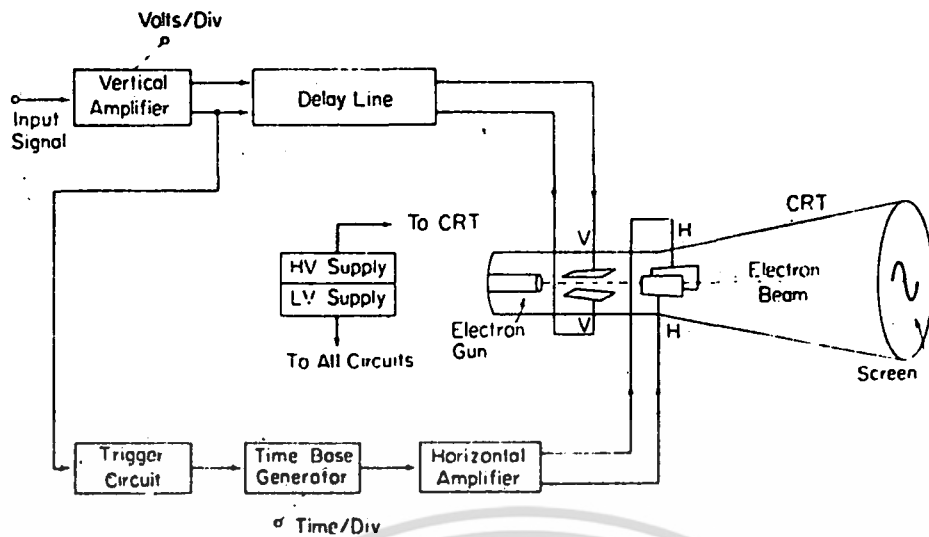 Volts/Div
Vertical
Amplifier
Delay Line
Input
Signal
To CRT
HV Supply
LV Supply
To All Circuits
V
V
H
H
CRT
Electron
Gun
Electron
Beam
Screen
Trigger
Circuit
Time Base
Generator
Horizontal
Amplifier
Time/Div